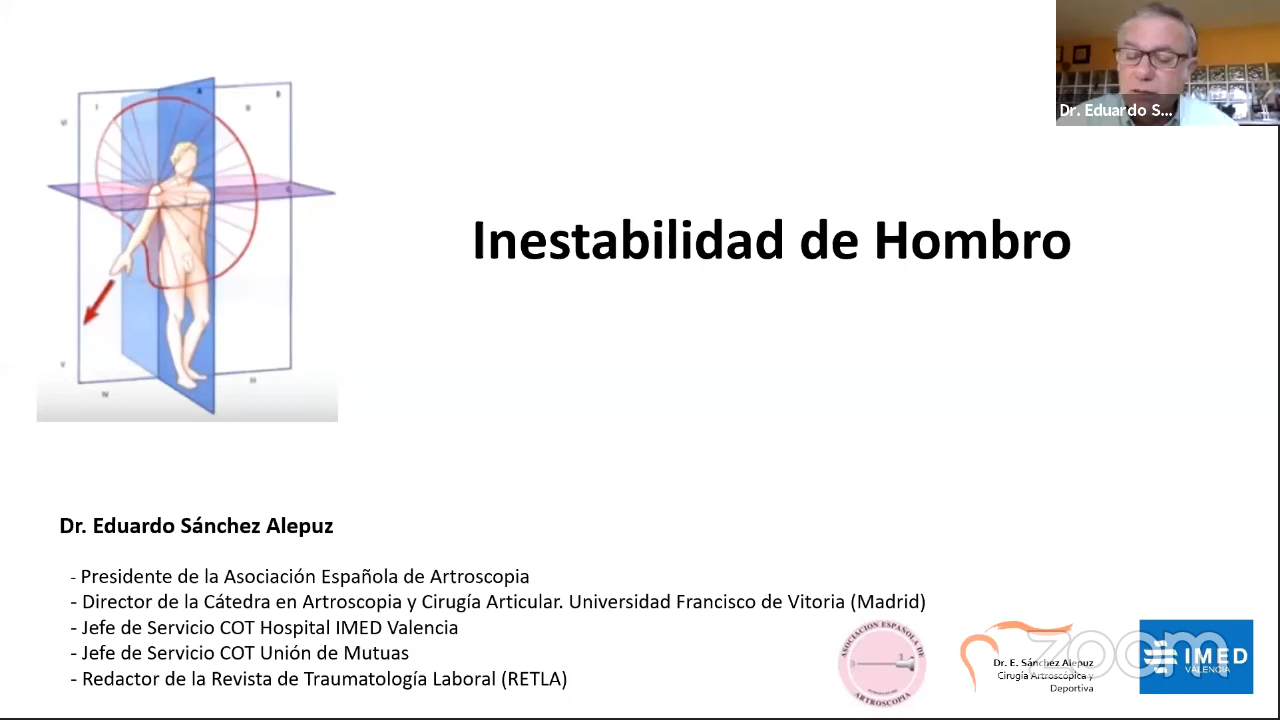 Dr. Eduardo S...
Inestabilidad de Hombro
Dr. Eduardo Sánchez Alepuz
- Presidente de la Asociación Española de Artroscopia
- Director de la Cátedra en Artroscopia y Cirugía Articular. Universidad Francisco de Vitoria (Madrid)
- Jefe de Servicio COT Hospital IMED Valencia
- Jefe de Servicio COT Unión de Mutuas
- Redactor de la Revista de Traumatología Laboral (RETLA)
ASOCIACION ESPAÑOLA DE
ARTROSCOPIA
Dr. E. Sánchez Alepuz
Cirugía Artroscópica y
Deportiva
zoom
IMED
VALENCIA